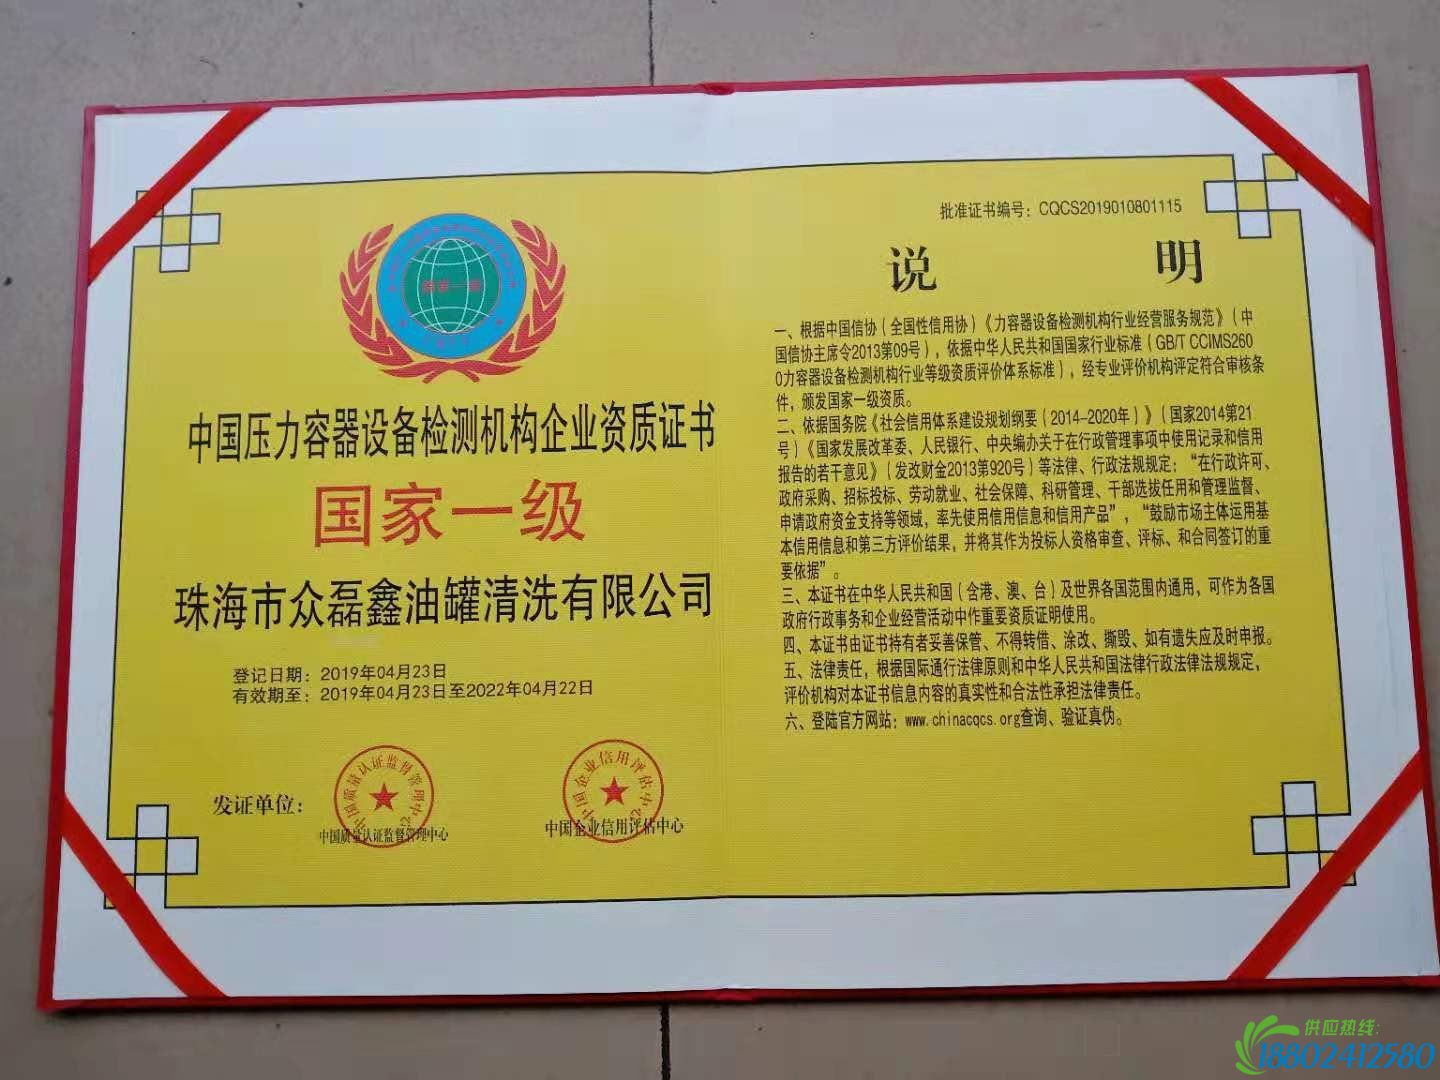 国家一级
中国压力容器设备检测机构企业资质证书
国家一级
珠海市众磊鑫油罐清洗有限公司
登记日期：2019年04月23日
有效期至：2019年04月23日至2022年04月22日
发证单位：
中国质量认证监督管理中心
中国质量认证监督管理中心
中国企业信用评估中心
中国企业信用评估中心
批准证书编号：CQCS2019010801115
说 明
一、根据中国信协（全国性信用协）《力容器设备检测机构行业经营服务规范》（中
国信协主席令2013第09号），依据中华人民共和国国家行业标准（GB/T CCIMS260
0力容器设备检测机构行业等级资质评价体系标准），经专业评价机构评定符合审核条
件，颁发国家一级资质。
二、依据国务院《社会信用体系建设规划纲要（2014-2020年）》（国家2014第21
号）《国家发展改革委、人民银行、中央编办关于在行政管理事项中使用记录和信用
报告的若干意见》（发改财金2013第920号）等法律、行政法规规定：“在行政许可、
政府采购、招标投标、劳动就业、社会保障、科研管理、干部选拔任用和管理监督、
申请政府资金支持等领域，率先使用信用信息和信用产品”，“鼓励市场主体运用基
本信用信息和第三方评价结果，并将其作为投标人资格审查、评标、和合同签订的重
要依据”。
三、本证书在中华人民共和国（含港、澳、台）及世界各国范围内通用，可作为各国
政府行政事务和企业经营活动中作重要资质证明使用。
四、本证书由证书持有者妥善保管、不得转借、涂改、撕毁、如有遗失应及时申报。
五、法律责任，根据国际通行法律原则和中华人民共和国法律行政法律法规规定，
评价机构对本证书信息内容的真实性和合法性承担法律责任。
六、登陆官方网站：www.chinacqcs.org查询、验证真伪。
供应热线:
18802412580